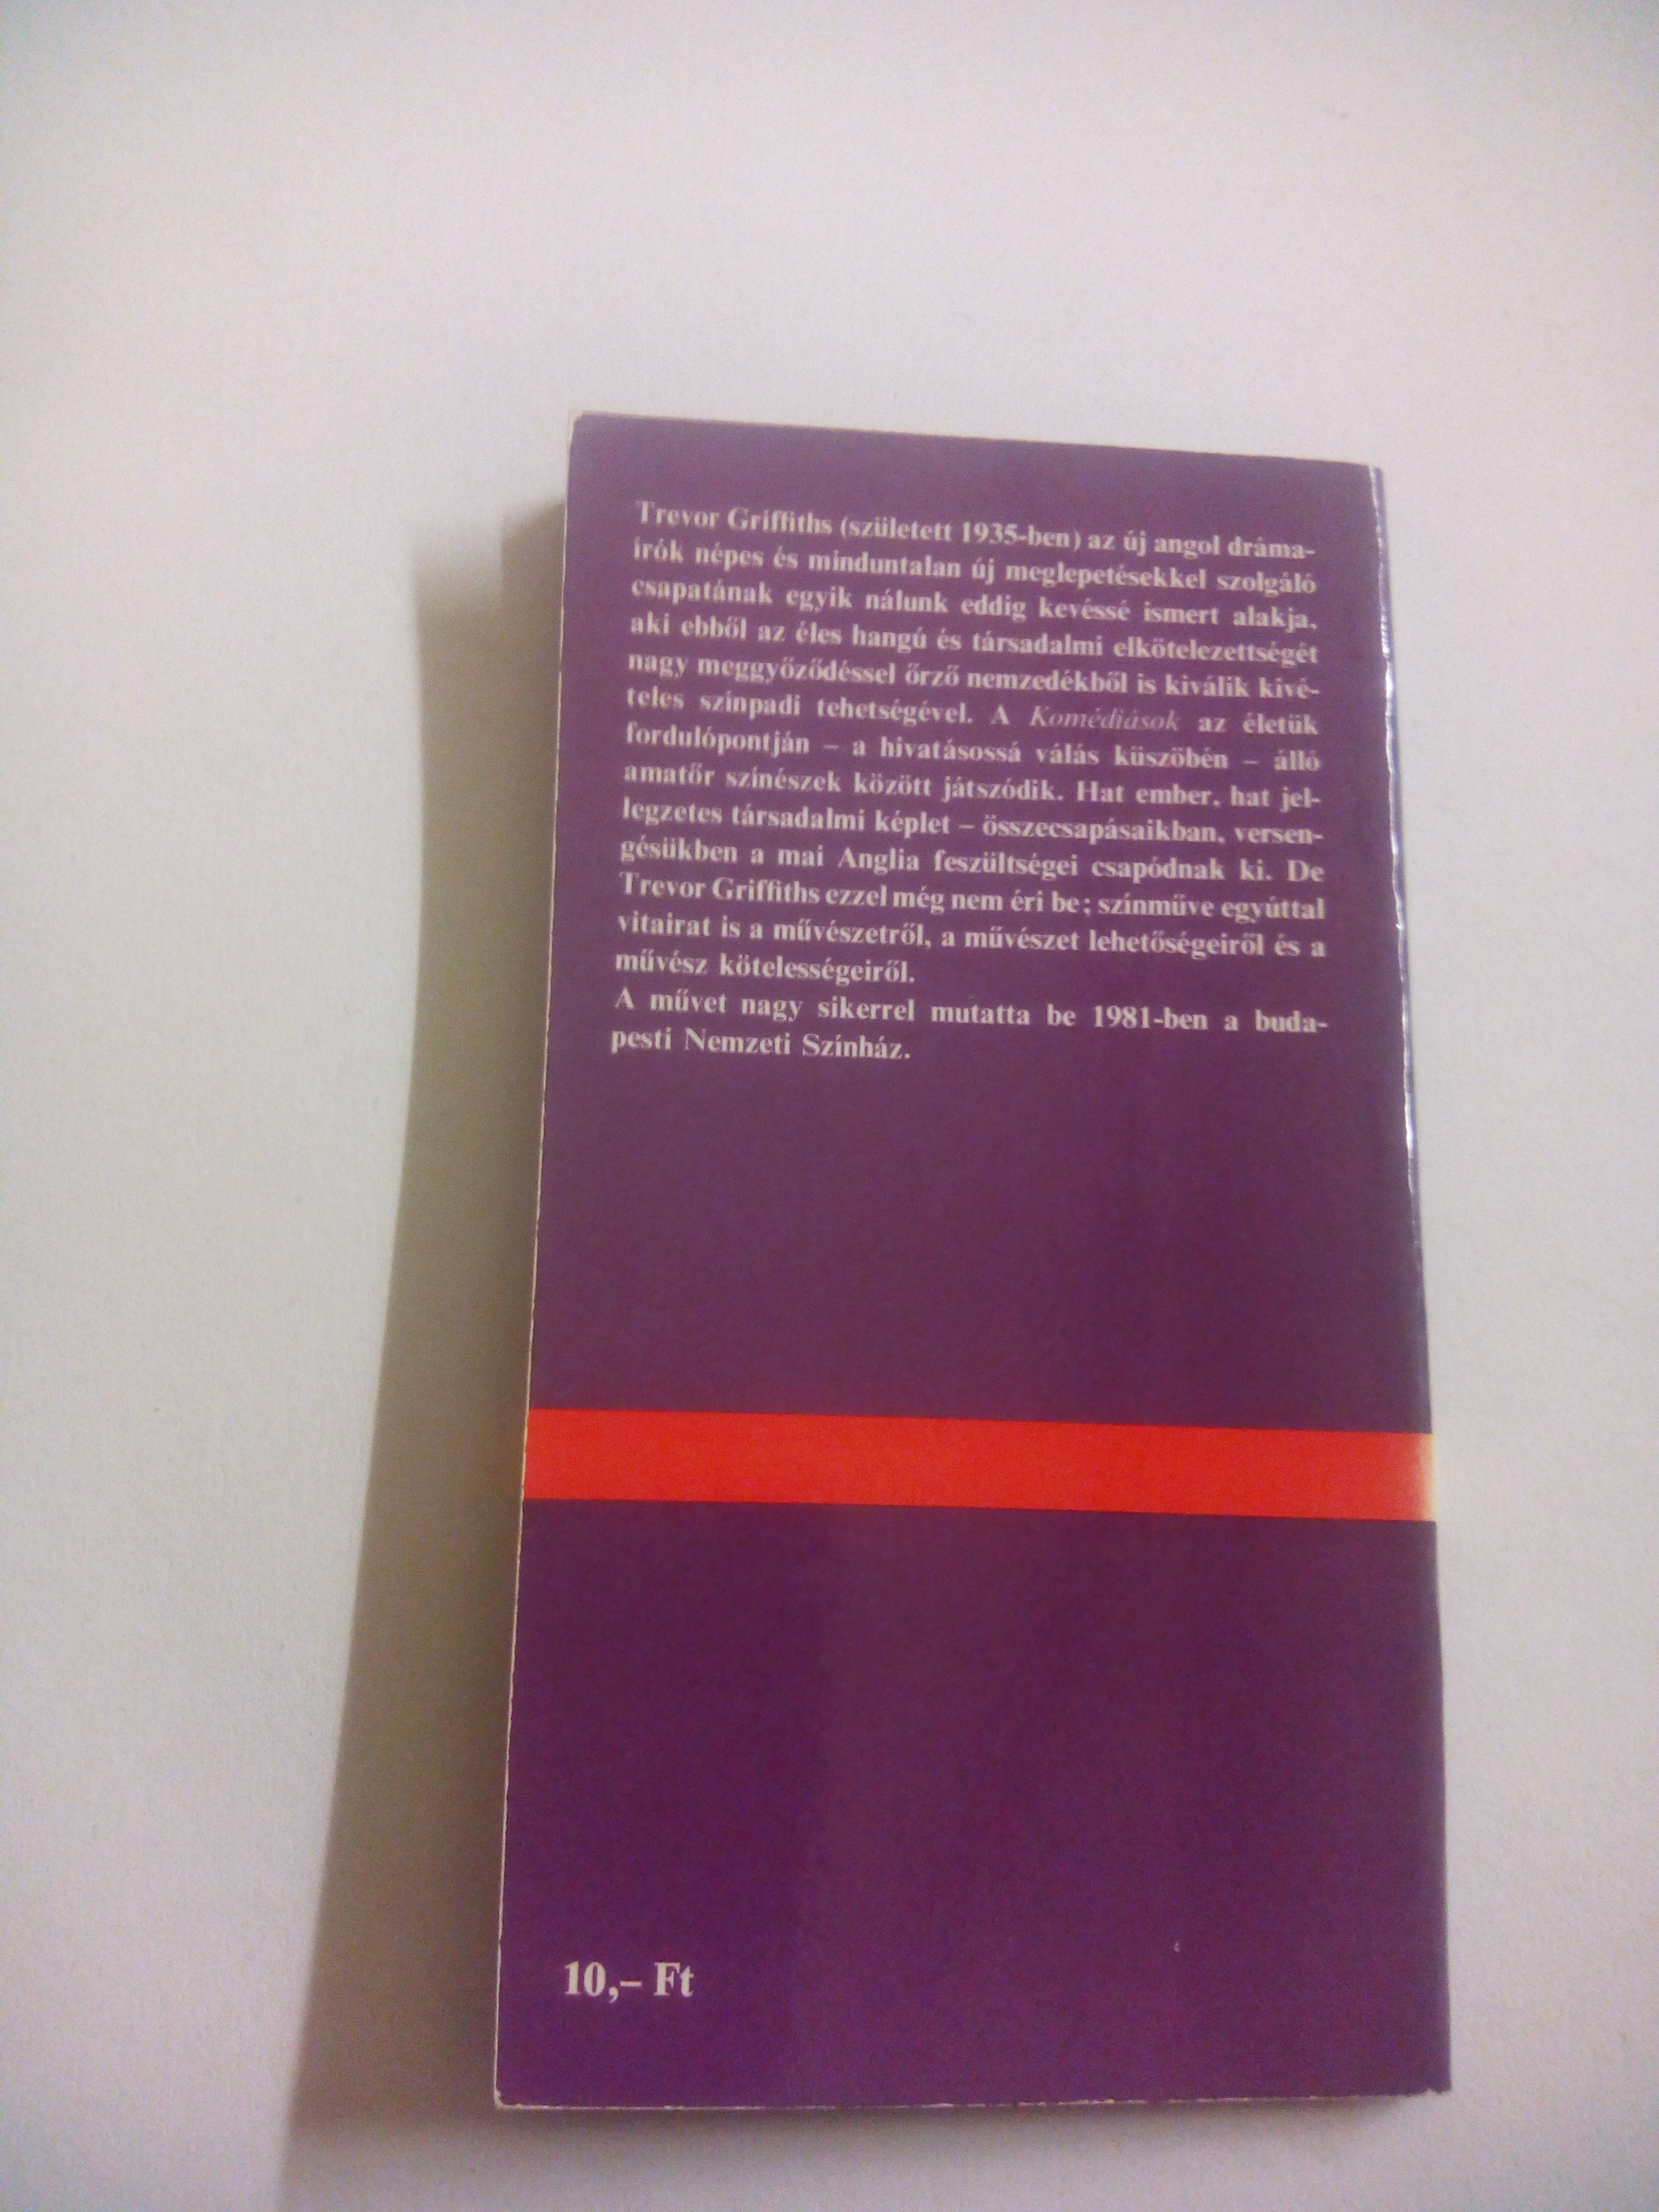 Trevor Griffiths (született 1935-ben) az új angol dráma-
írók népes és minduntalan új meglepetésekkel szolgáló
csapatának egyik nálunk eddig kevéssé ismert alakja,
aki ebből az éles hangú és társadalmi elkötelezettségét
nagy meggyőződéssel őrző nemzedékből is kiválik kivé-
teles színpadi tehetségével. A Komédiások az életük
fordulópontján – a hivatásossá válás küszöbén – álló
amatőr színészek között játszódik. Hat ember, hat jel-
legzetes társadalmi képlet – összecsapásaikban, versen-
gésükben a mai Anglia feszültségei csapódnak ki. De
Trevor Griffiths ezzel még nem éri be; színműve egyúttal
vitairat is a művészetről, a művészet lehetőségeiről és a
művész kötelességeiről.
A művet nagy sikerrel mutatta be 1981-ben a buda-
pesti Nemzeti Színház.
10,– Ft